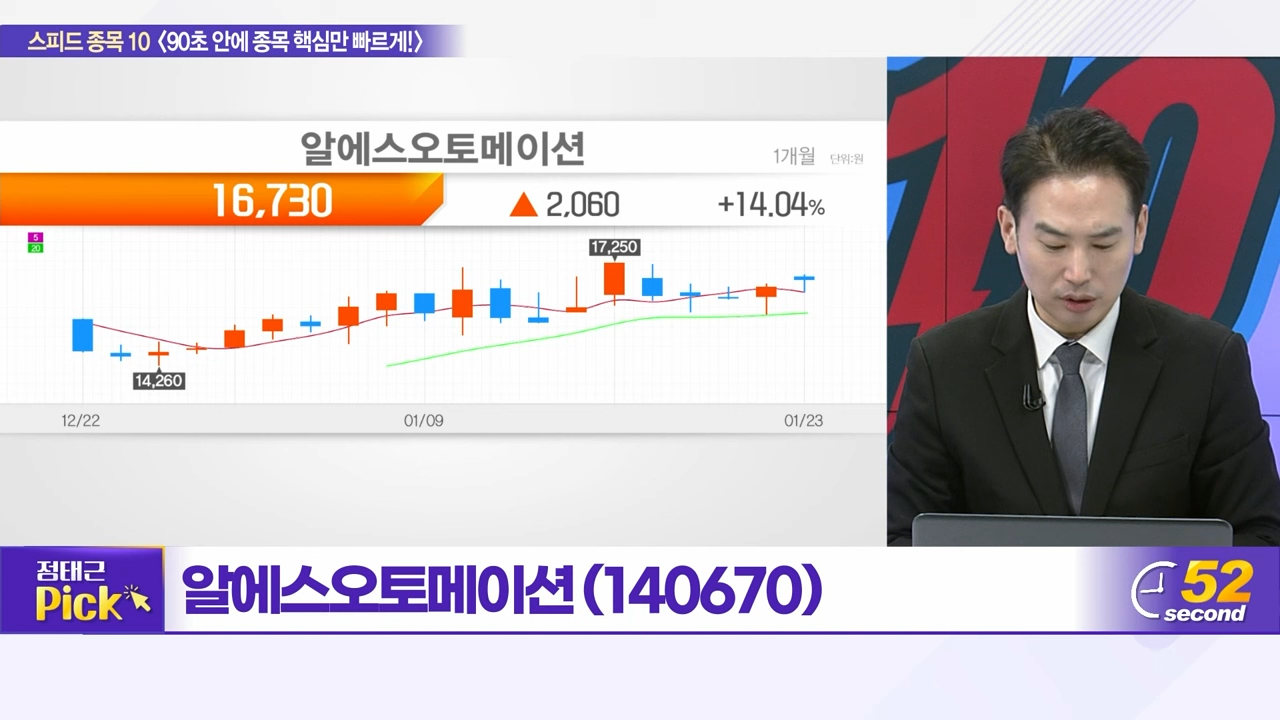 스피드 종목 10 〈90초 안에 종목 핵심만 빠르게!〉
알에스오토메이션
1개월 단위:원
16,730 ▲ 2,060 +14.04%
5
20
17,250
14,260
12/22 01/09 01/23
10
정태근
Pick
알에스오토메이션 (140670)
52
second